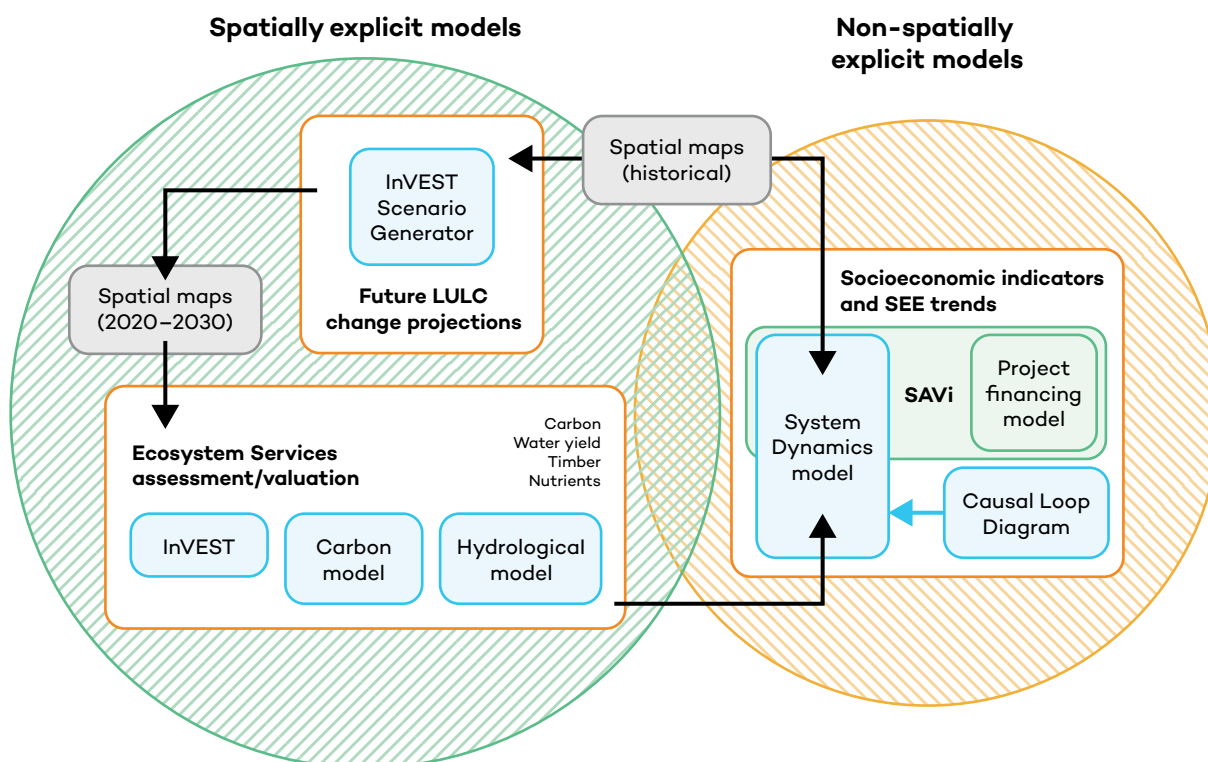 Spatially explicit models
Non-spatially
explicit models
Spatial maps
(historical)
InVEST
Scenario
Generator
Future LULC
change projections
Spatial maps
(2020–2030)
Ecosystem Services
assessment/valuation
Carbon
Water yield
Timber
Nutrients
InVEST
Carbon
model
Hydrological
model
Socioeconomic indicators
and SEE trends
System
Dynamics
model
SAVi
Project
financing
model
Causal Loop
Diagram